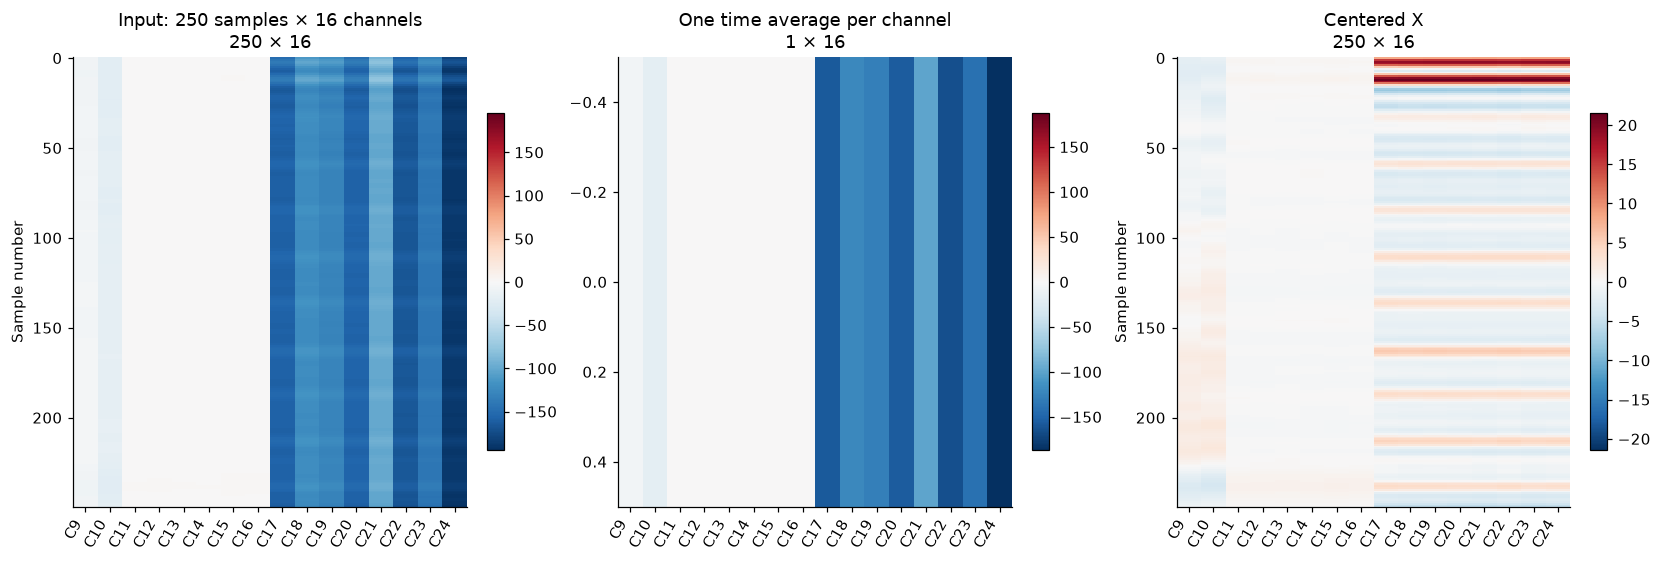 Input: 250 samples × 16 channels
250 × 16
Sample number
0
50
100
150
200
C9
C10
C11
C12
C13
C14
C15
C16
C17
C18
C19
C20
C21
C22
C23
C24
150
100
50
0
−50
−100
−150
One time average per channel
1 × 16
−0.4
−0.2
0.0
0.2
0.4
C9
C10
C11
C12
C13
C14
C15
C16
C17
C18
C19
C20
C21
C22
C23
C24
150
100
50
0
−50
−100
−150
Centered X
250 × 16
Sample number
0
50
100
150
200
C9
C10
C11
C12
C13
C14
C15
C16
C17
C18
C19
C20
C21
C22
C23
C24
20
15
10
5
0
−5
−10
−15
−20